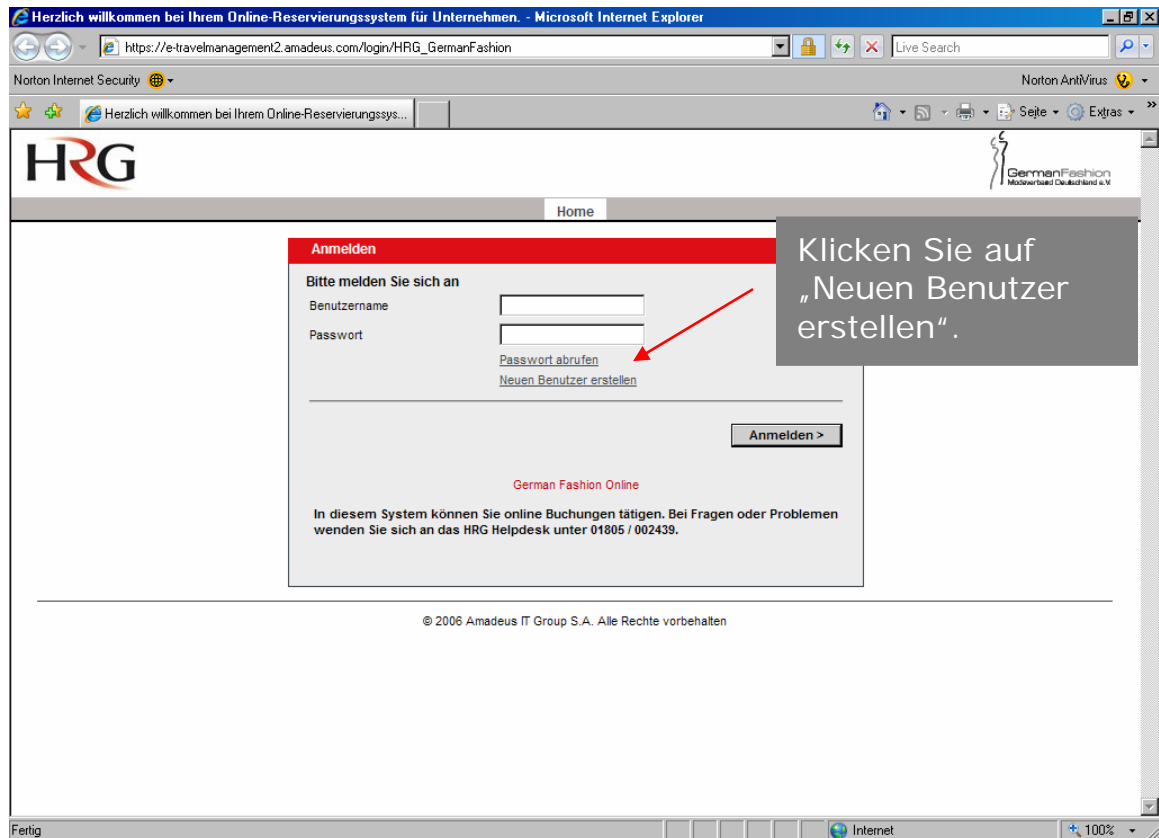 Herzlich willkommen bei Ihrem Online-Reservierungssystem für Unternehmen. - Microsoft Internet Explorer
https://e-travelmanagement2.amadeus.com/login/HRG_GermanFashion
Live Search
Norton Internet Security
Norton AntiVirus
Herzlich willkommen bei Ihrem Online-Reservierungssys...
Seite
Extras
HRG
GermanFashion
Modeverband Deutschland e.V.
Home
Anmelden
Klicken Sie auf
„Neuen Benutzer
erstellen“.
Bitte melden Sie sich an
Benutzername
Passwort
Passwort abrufen
Neuen Benutzer erstellen
Anmelden >
German Fashion Online
In diesem System können Sie online Buchungen tätigen. Bei Fragen oder Problemen
wenden Sie sich an das HRG Helpdesk unter 01805 / 002439.
© 2006 Amadeus IT Group S.A. Alle Rechte vorbehalten
Fertig
Internet
100%